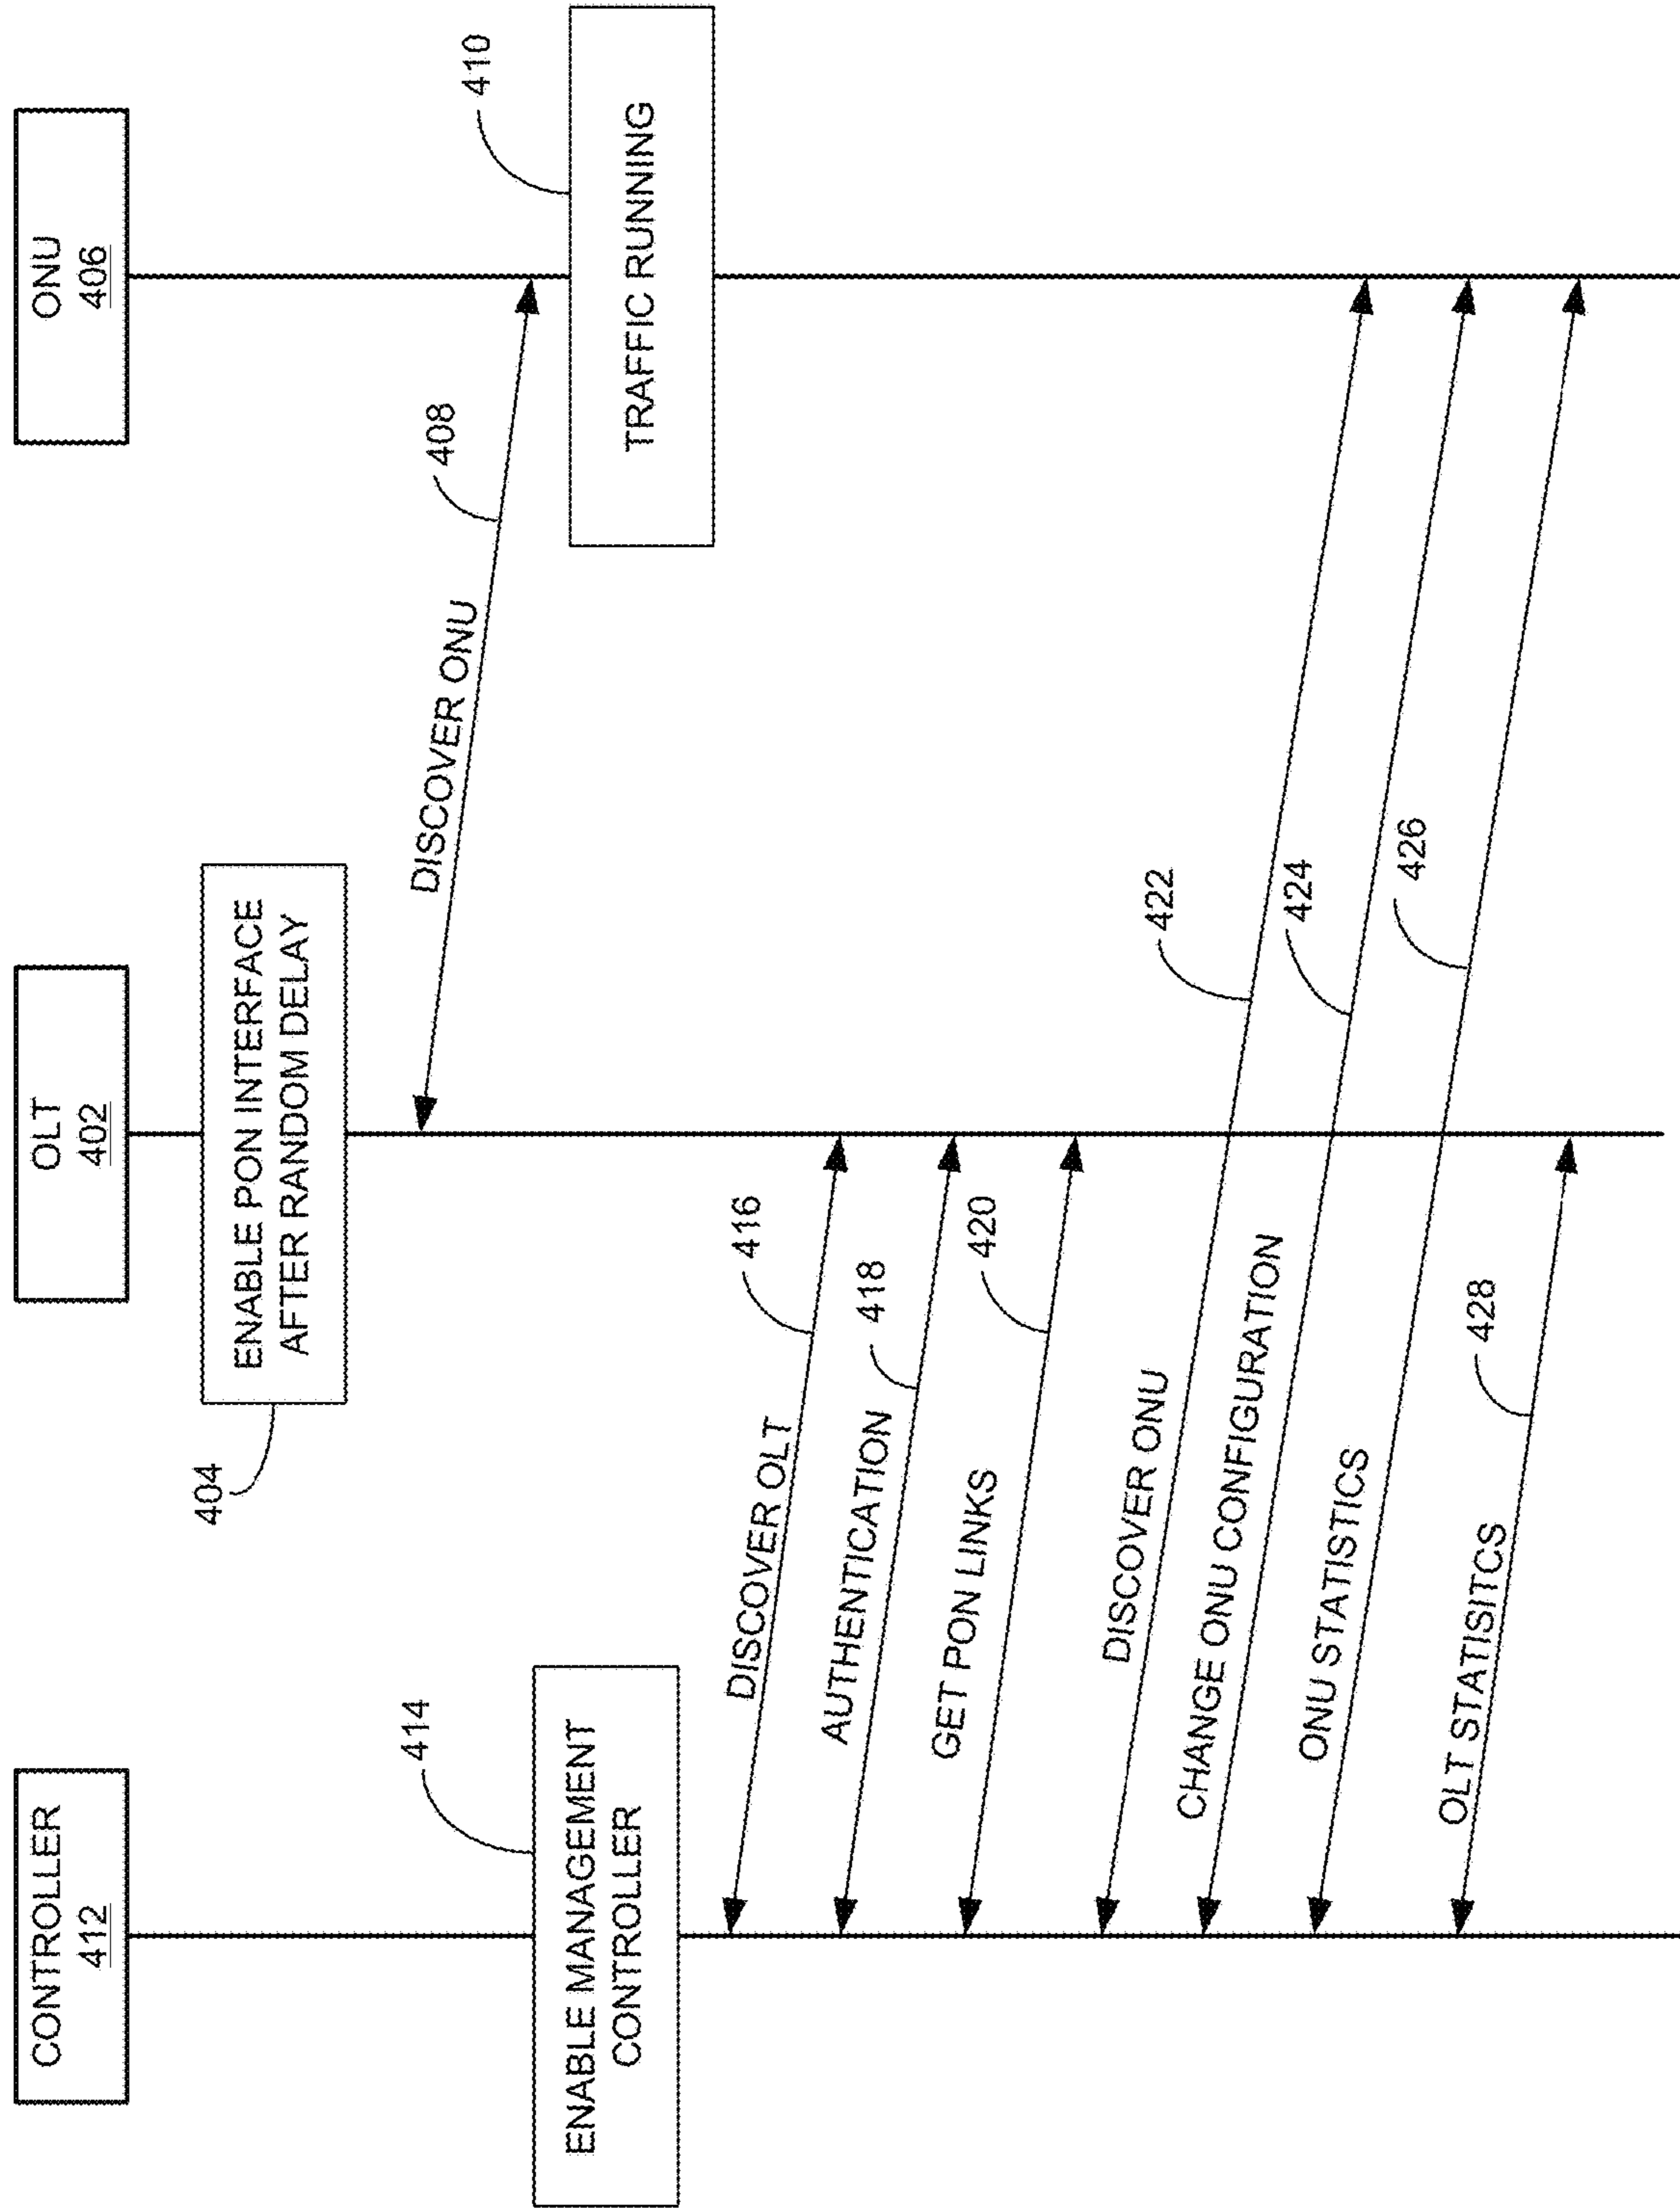 CONTROLLER
412
OLT
402
ONU
406
404
ENABLE PON INTERFACE
AFTER RANDOM DELAY
DISCOVER ONU
408
410
TRAFFIC RUNNING
414
ENABLE MANAGEMENT
CONTROLLER
DISCOVER OLT
416
AUTHENTICATION
418
GET PON LINKS
420
DISCOVER ONU
422
CHANGE ONU CONFIGURATION
424
ONU STATISTICS
426
OLT STATISITCS
428